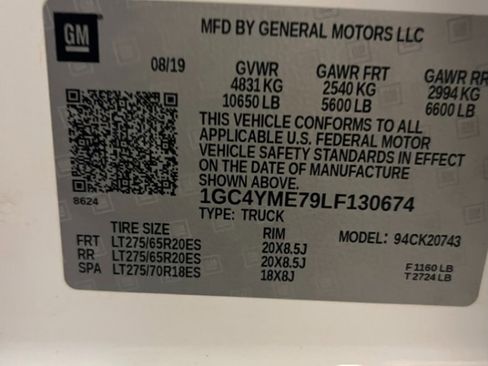 GM
MFD BY GENERAL MOTORS LLC
08/19 GVWR GAWR FRT GAWR RR
4831 KG 2540 KG 2994 KG
10650 LB 5600 LB 6600 LB
THIS VEHICLE CONFORMS TO ALL
APPLICABLE U.S. FEDERAL MOTOR
VEHICLE SAFETY STANDARDS IN EFFECT
ON THE DATE OF MANUFACTURE
SHOWN ABOVE.
8624 1GC4YME79LF130674
TYPE: TRUCK
TIRE SIZE RIM MODEL: 94CK20743
FRT LT275/65R20ES 20X8.5J
RR LT275/65R20ES 20X8.5J F 1160 LB
SPA LT275/70R18ES 18X8J T 2724 LB